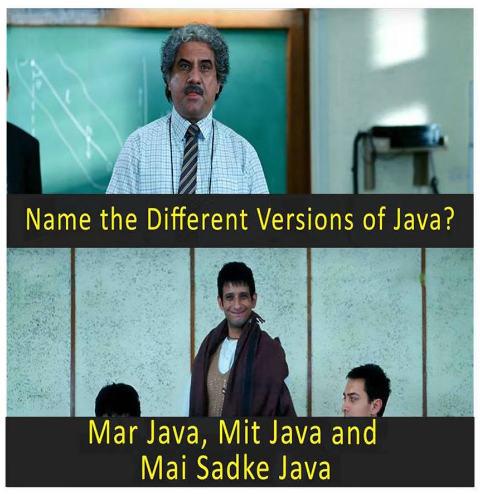 Name the Different Versions of Java?
Mar Java, Mit Java and
Mai Sadke Java